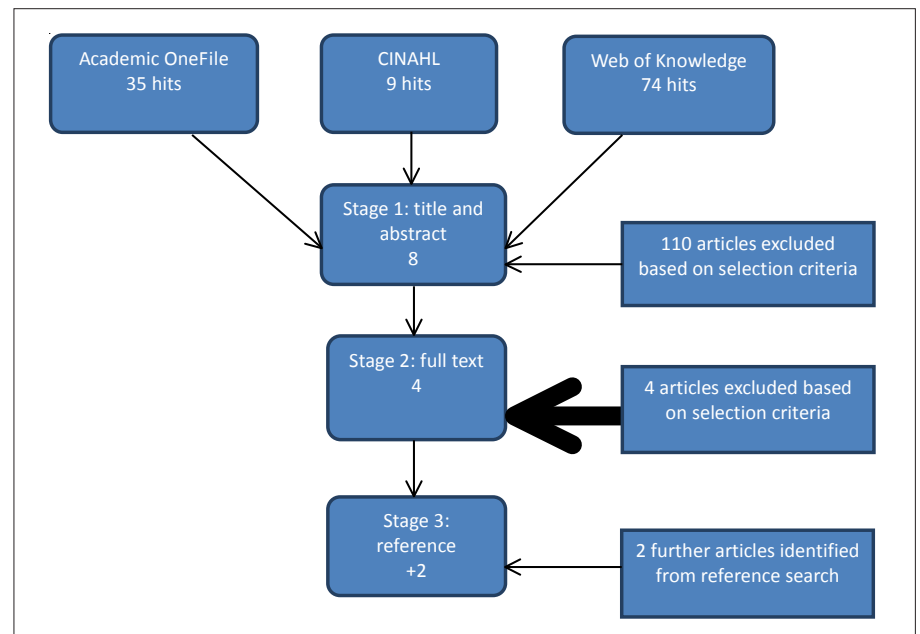 Academic OneFile
35 hits
CINAHL
9 hits
Web of Knowledge
74 hits
Stage 1: title and
abstract
8
110 articles excluded
based on selection criteria
Stage 2: full text
4
4 articles excluded based
on selection criteria
Stage 3:
reference
+2
2 further articles identified
from reference search